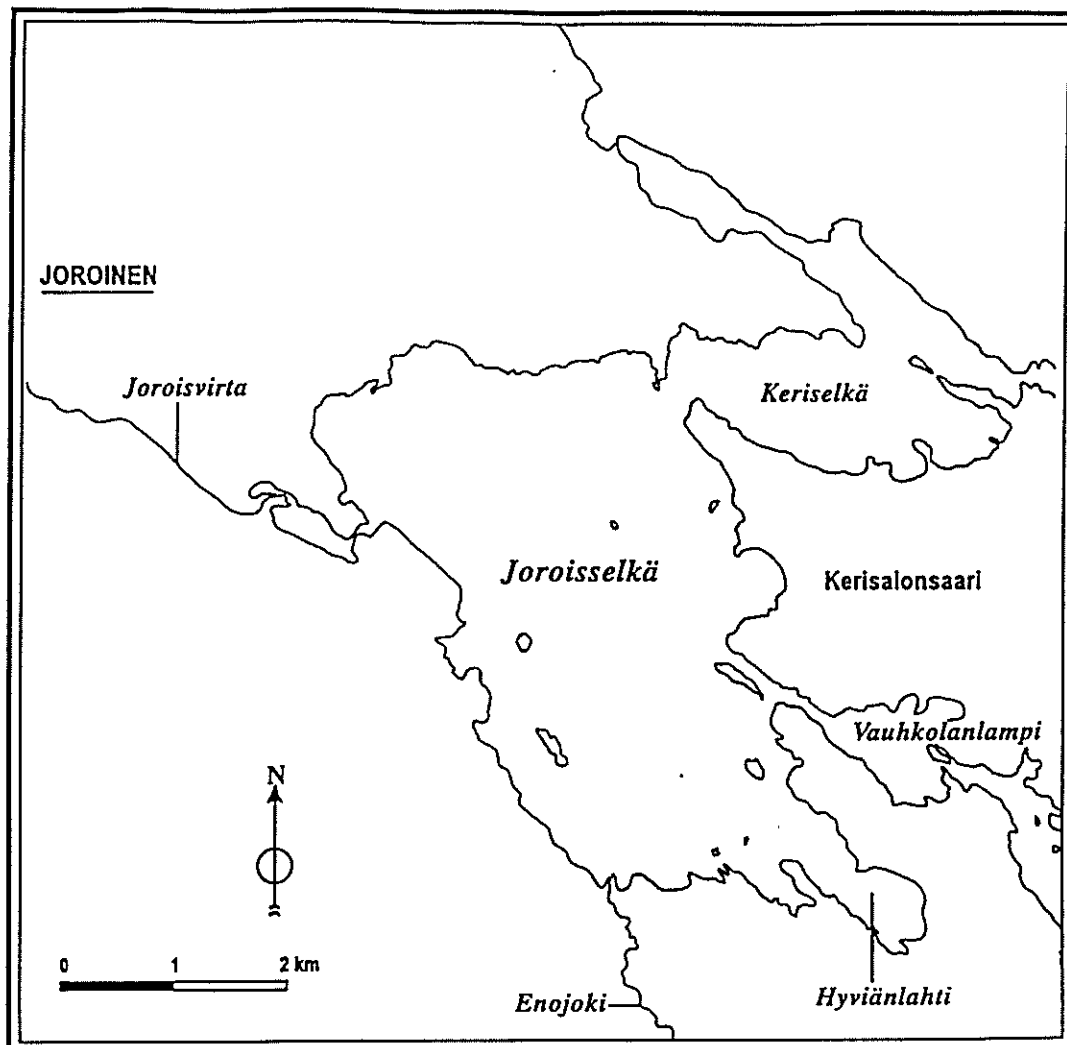 JOROINEN
Joroisvirta
Keriselkä
Joroisselkä
Kerisalonsaari
Vauhkolanlampi
N
0 1 2 km
Enojoki
Hyviänlahti